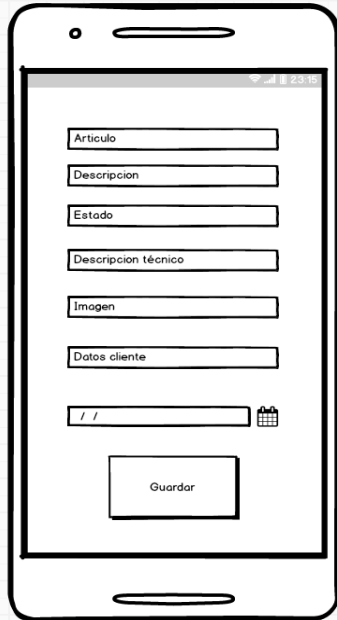 23:15
Articulo
Descripcion
Estado
Descripcion técnico
Imagen
Datos cliente
/ /
Guardar